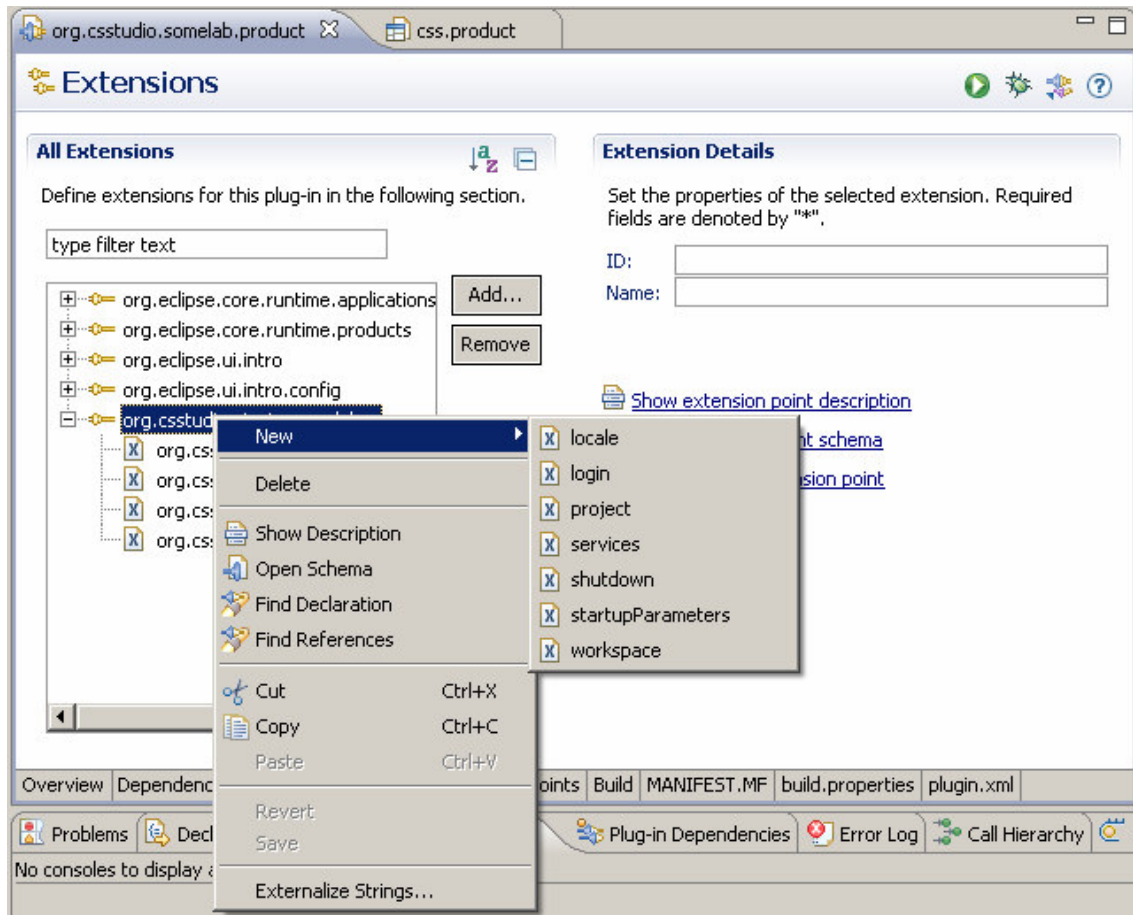 org.csstudio.somelab.product
css.product
Extensions
All Extensions
Define extensions for this plug-in in the following section.
type filter text
org.eclipse.core.runtime.applications
org.eclipse.core.runtime.products
org.eclipse.ui.intro
org.eclipse.ui.intro.config
Add...
Remove
Extension Details
Set the properties of the selected extension. Required
fields are denoted by "*".
ID:
Name:
Show extension point description
schema
point
New
Delete
Show Description
Open Schema
Find Declaration
Find References
Cut Ctrl+X
Copy Ctrl+C
Paste Ctrl+V
Revert
Save
Externalize Strings...
locale
login
project
services
shutdown
startupParameters
workspace
Overview
Build
MANIFEST.MF
build.properties
plugin.xml
Problems
Plug-in Dependencies
Error Log
Call Hierarchy
No consoles to display